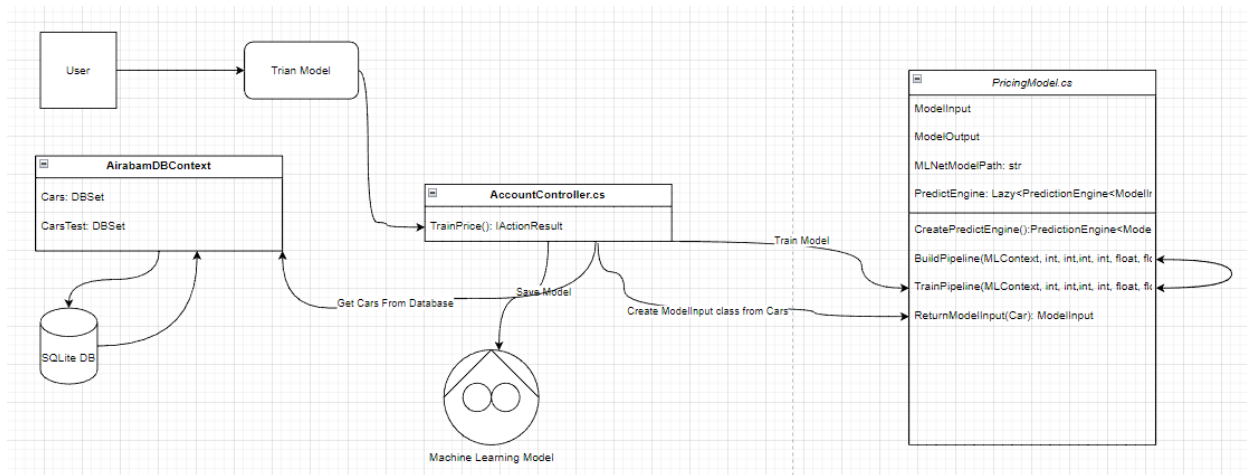 User
Trian Model
AirabamDBContext
Cars: DBSet
CarsTest: DBSet
SQLite DB
AccountController.cs
TrainPrice(): IActionResult
Get Cars From Database
Save Model
Train Model
Create ModelInput class from Cars
Machine Learning Model
PricingModel.cs
ModelInput
ModelOutput
MLNetModelPath: str
PredictEngine: Lazy<PredictionEngine<ModelIn
CreatePredictEngine():PredictionEngine<Mode
BuildPipeline(MLContext, int, int,int, int, float, flo
TrainPipeline(MLContext, int, int,int, int, float, flo
ReturnModelInput(Car): ModelInput